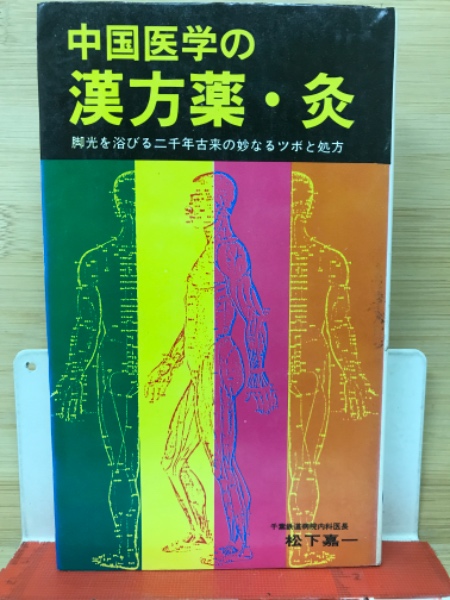 中国医学の
漢方薬・灸
脚光を浴びる二千年古来の妙なるツボと処方
千葉鉄道病院内科医長
松下嘉一